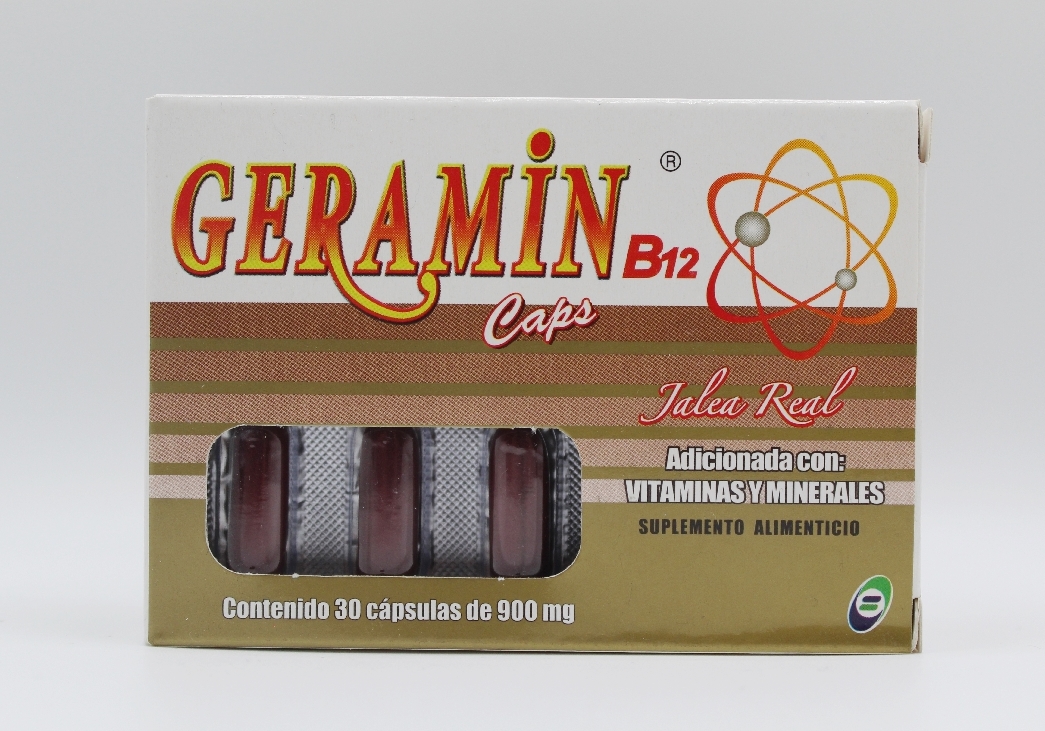 GERAMIN B12 ®
Caps
Jalea Real
Adicionada con:
VITAMINAS Y MINERALES
SUPLEMENTO ALIMENTICIO
Contenido 30 cápsulas de 900 mg